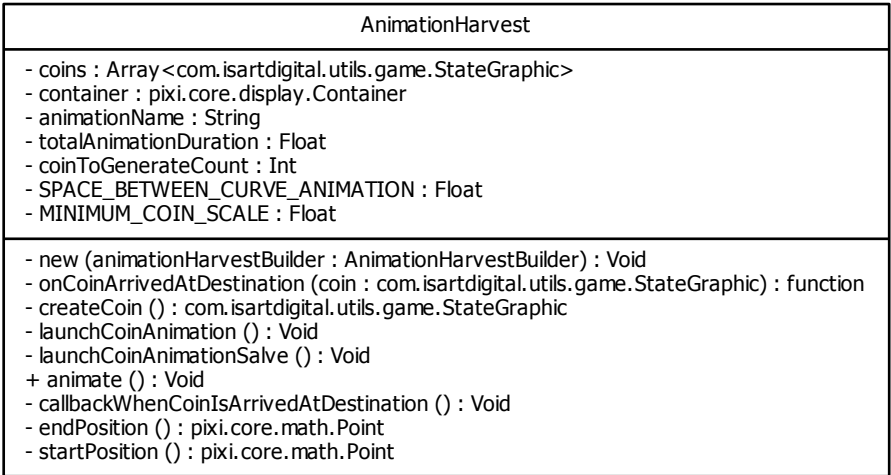 AnimationHarvest
- coins : Array<com.isartdigital.utils.game.StateGraphic>
- container : pixi.core.display.Container
- animationName : String
- totalAnimationDuration : Float
- coinToGenerateCount : Int
- SPACE_BETWEEN_CURVE_ANIMATION : Float
- MINIMUM_COIN_SCALE : Float
- new (animationHarvestBuilder : AnimationHarvestBuilder) : Void
- onCoinArrivedAtDestination (coin : com.isartdigital.utils.game.StateGraphic) : function
- createCoin () : com.isartdigital.utils.game.StateGraphic
- launchCoinAnimation () : Void
- launchCoinAnimationSalve () : Void
+ animate () : Void
- callbackWhenCoinIsArrivedAtDestination () : Void
- endPosition () : pixi.core.math.Point
- startPosition () : pixi.core.math.Point